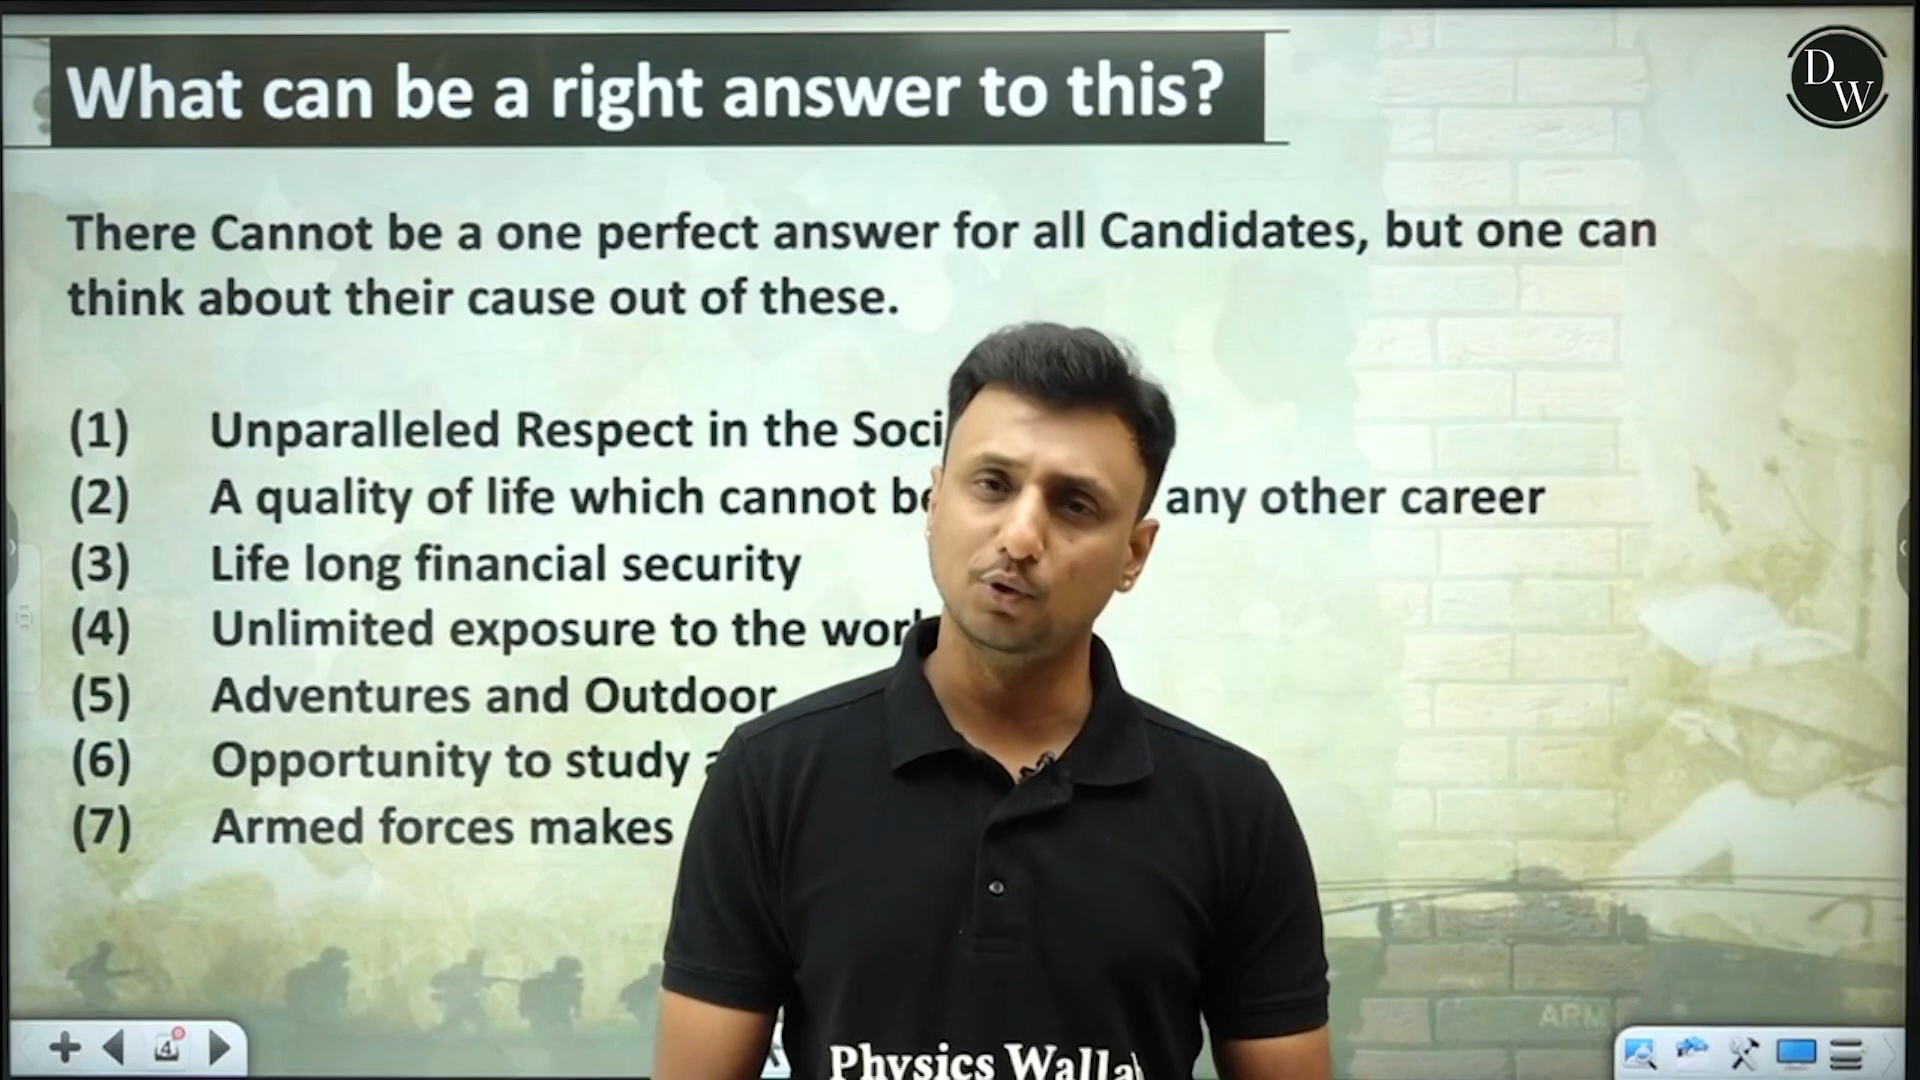 What can be a right answer to this?
DW
There Cannot be a one perfect answer for all Candidates, but one can
think about their cause out of these.
(1) Unparalleled Respect in the Soci
(2) A quality of life which cannot be any other career
(3) Life long financial security
(4) Unlimited exposure to the
(5) Adventures and Outdoor
(6) Opportunity to study
(7) Armed forces makes
ARM
4
Physics Walla